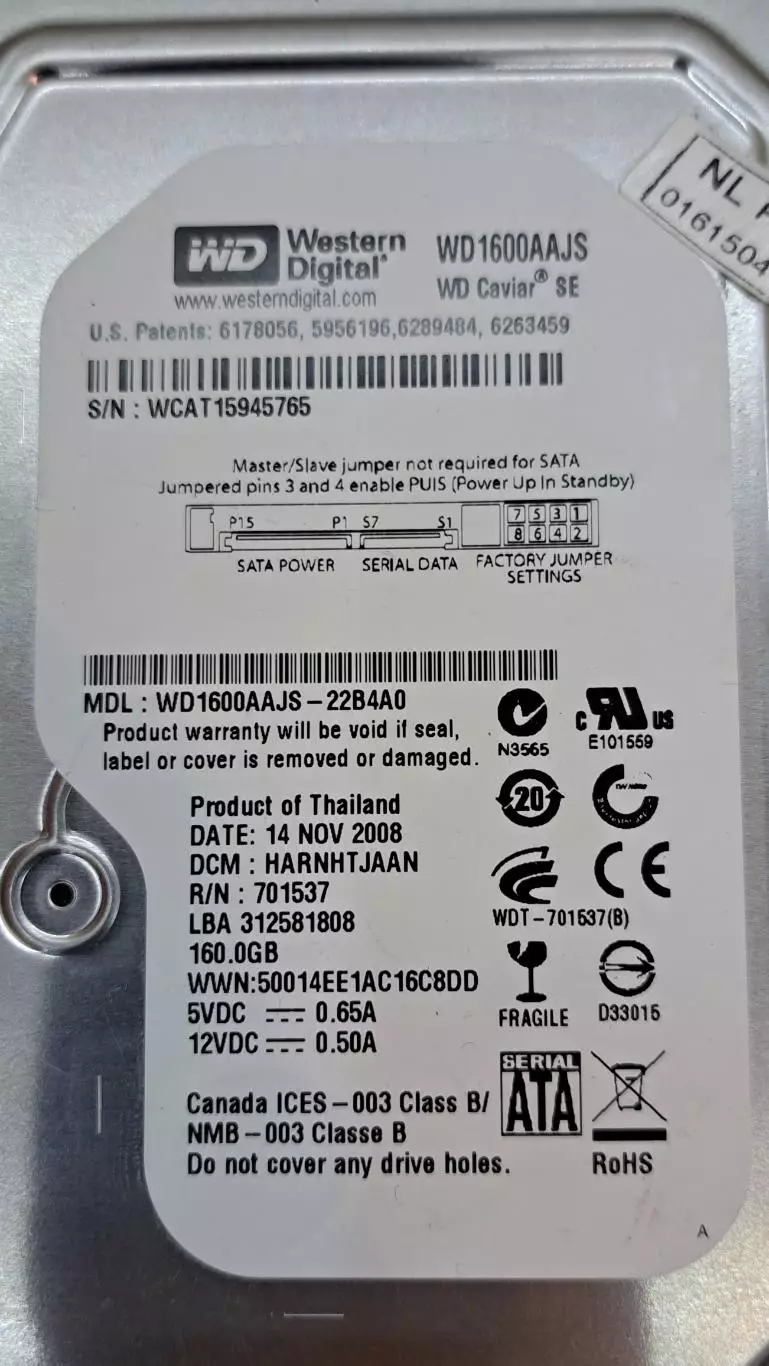 WD Western Digital®
WD1600AAJS
WD Caviar® SE
www.westerndigital.com
U.S. Patents: 6178056, 5956196,6289484, 6263459
S/N : WCAT15945765
NL
0161504
Master/Slave jumper not required for SATA
Jumpered pins 3 and 4 enable PUIS (Power Up In Standby)
P15 P1 S7 S1 7 5 3 1
8 6 4 2
SATA POWER SERIAL DATA FACTORY JUMPER
SETTINGS
MDL : WD1600AAJS-22B4A0
Product warranty will be void if seal,
label or cover is removed or damaged.
N3565
C UR US
E101559
Product of Thailand
DATE: 14 NOV 2008
DCM : HARNHTJAAN
R/N : 701537
LBA 312581808
160.0GB
WWN:50014EE1AC16C8DD
5VDC 0.65A
12VDC 0.50A
20
CE
WDT-701537(B)
FRAGILE
D33015
Canada ICES-003 Class B/
NMB-003 Classe B
Do not cover any drive holes.
SERIAL
ATA
RoHS
A